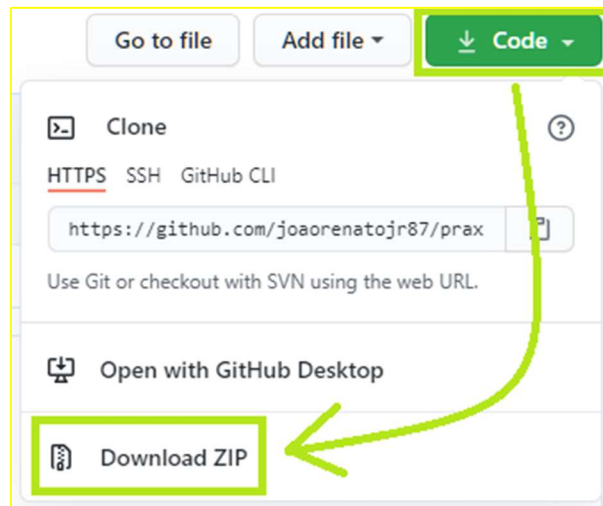 Go to file Add file Code
Clone
HTTPS SSH GitHub CLI
https://github.com/joaorenatojr87/prax
Use Git or checkout with SVN using the web URL.
Open with GitHub Desktop
Download ZIP